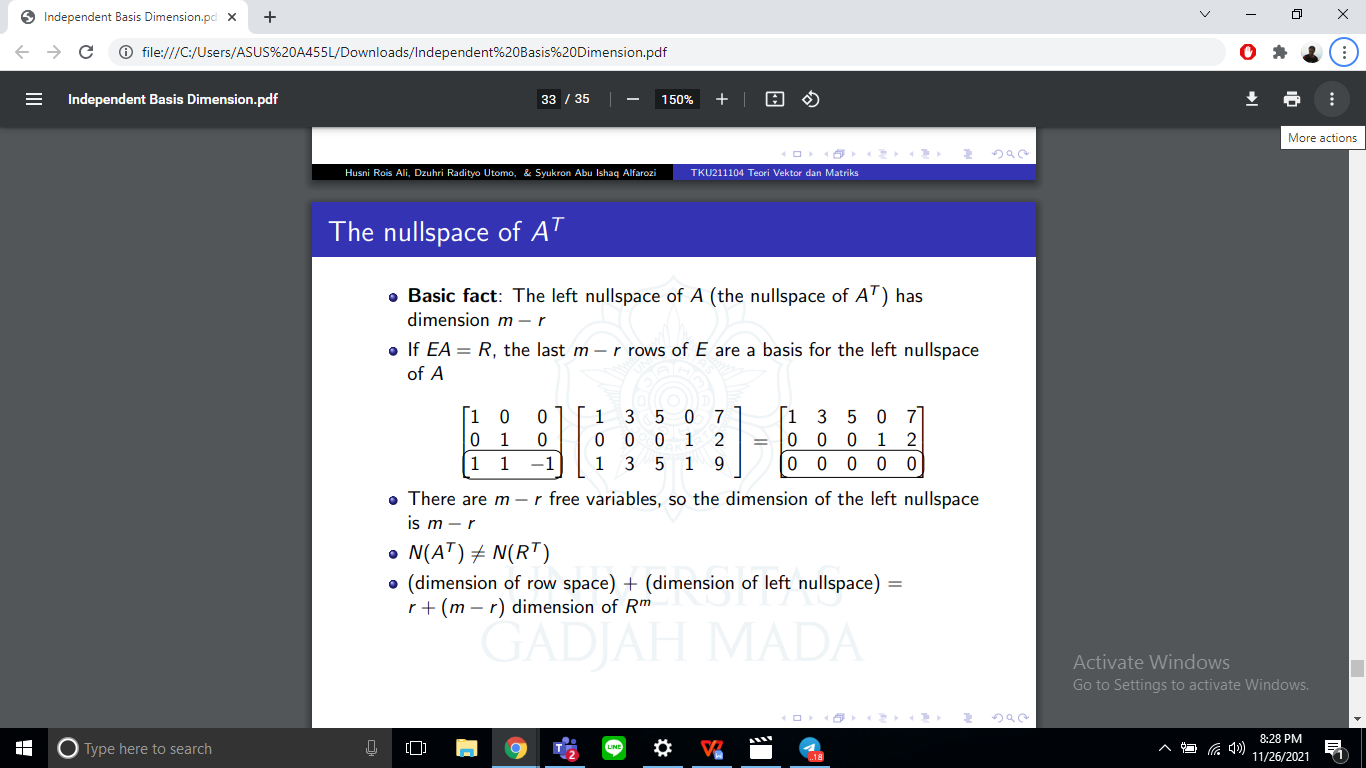 Independent Basis Dimension.pd
file:///C:/Users/ASUS%20A455L/Downloads/Independent%20Basis%20Dimension.pdf
Independent Basis Dimension.pdf
33 / 35
150%
More actions
Husni Rois Ali, Dzuhri Radityo Utomo, & Syukron Abu Ishaq Alfarozi TKU211104 Teori Vektor dan Matriks
The nullspace of A^T
Basic fact: The left nullspace of A (the nullspace of A^T) has
dimension m − r
If EA = R, the last m − r rows of E are a basis for the left nullspace
of A
1 0 0 1 3 5 0 7 1 3 5 0 7
0 1 0 0 0 0 1 2 = 0 0 0 1 2
1 1 −1 1 3 5 1 9 0 0 0 0 0
There are m − r free variables, so the dimension of the left nullspace
is m − r
N(A^T) ≠ N(R^T)
(dimension of row space) + (dimension of left nullspace) =
r + (m − r) dimension of R^m
UNIVERSITAS
GADJAH MADA
Activate Windows
Go to Settings to activate Windows.
Type here to search
2
LINE
.18
8:28 PM
11/26/2021
1